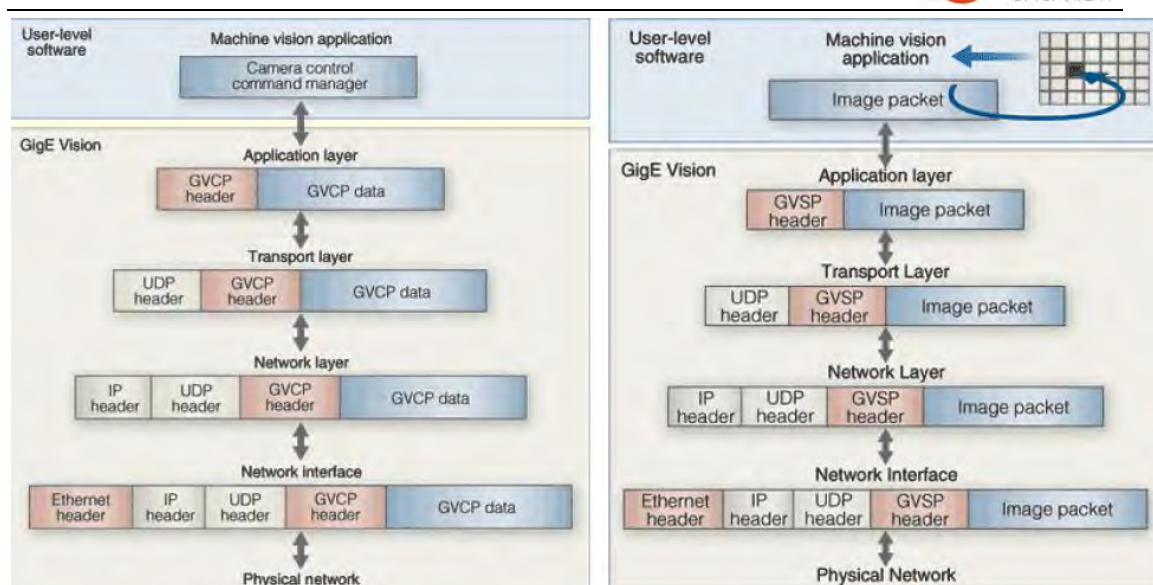 User-level
software
Machine vision application
Camera control
command manager
GigE Vision
Application layer
GVCP
header
GVCP data
Transport layer
UDP
header
GVCP
header
GVCP data
Network layer
IP
header
UDP
header
GVCP
header
GVCP data
Network interface
Ethernet
header
IP
header
UDP
header
GVCP
header
GVCP data
Physical network
User-level
software
Machine vision
application
Image packet
GigE Vision
Application layer
GVSP
header
Image packet
Transport Layer
UDP
header
GVSP
header
Image packet
Network Layer
IP
header
UDP
header
GVSP
header
Image packet
Network Interface
Ethernet
header
IP
header
UDP
header
GVSP
header
Image packet
Physical Network